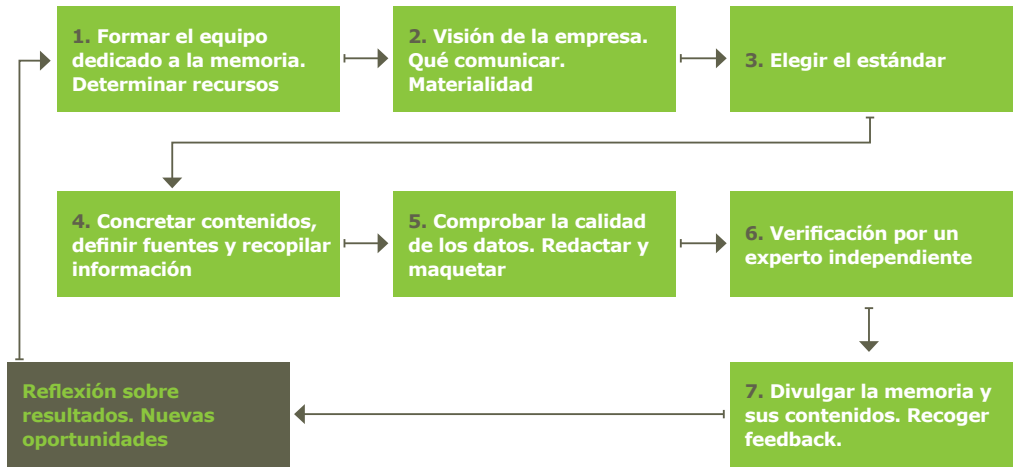 1. Formar el equipo
dedicado a la memoria.
Determinar recursos
2. Visión de la empresa.
Qué comunicar.
Materialidad
3. Elegir el estándar
4. Concretar contenidos,
definir fuentes y recopilar
información
5. Comprobar la calidad
de los datos. Redactar y
maquetar
6. Verificación por un
experto independiente
7. Divulgar la memoria y
sus contenidos. Recoger
feedback.
Reflexión sobre
resultados. Nuevas
oportunidades